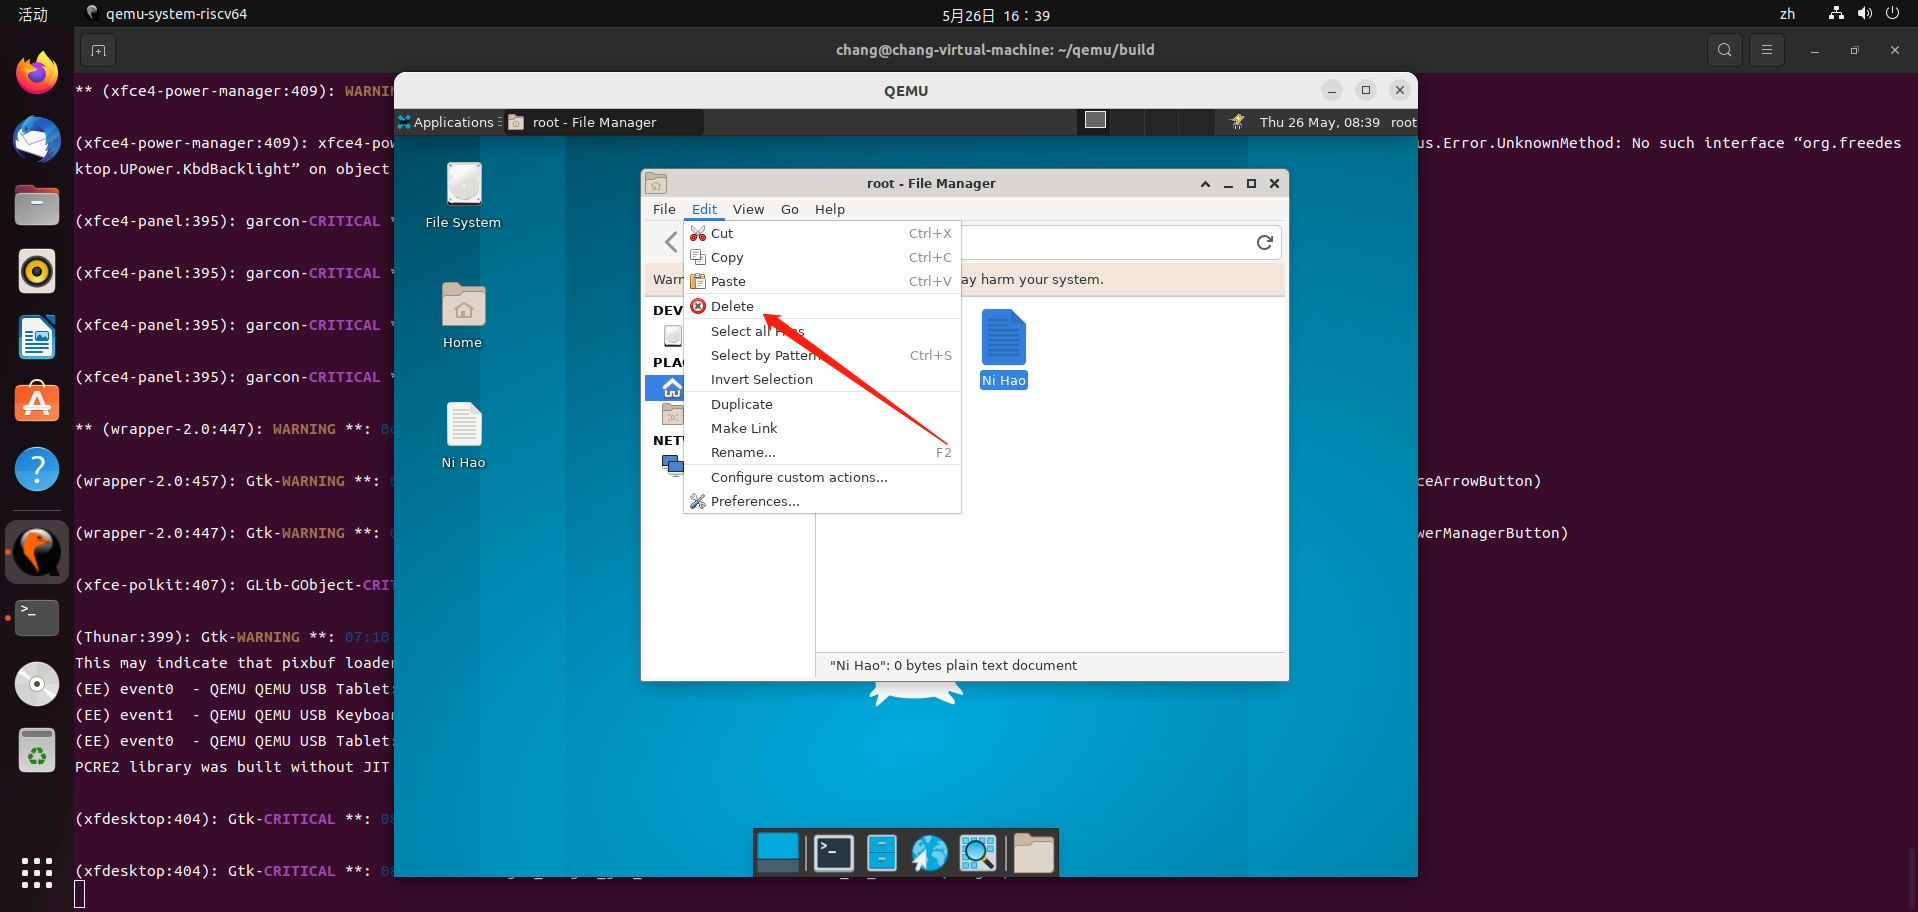 活动
qemu-system-riscv64
5月26日 16：39
zh
chang@chang-virtual-machine: ~/qemu/build
** (xfce4-power-manager:409): WARNIN
(xfce4-power-manager:409): xfce4-pow
us.Error.UnknownMethod: No such interface “org.freedes
ktop.UPower.KbdBacklight” on object
(xfce4-panel:395): garcon-CRITICAL *
(xfce4-panel:395): garcon-CRITICAL *
(xfce4-panel:395): garcon-CRITICAL *
(xfce4-panel:395): garcon-CRITICAL *
** (wrapper-2.0:447): WARNING **:
(wrapper-2.0:457): Gtk-WARNING **:
ceArrowButton)
(wrapper-2.0:447): Gtk-WARNING **:
werManagerButton)
(xfce-polkit:407): GLib-GObject-CRIT
(Thunar:399): Gtk-WARNING **: 07:10:
This may indicate that pixbuf loader
(EE) event0  - QEMU QEMU USB Tablet:
(EE) event1  - QEMU QEMU USB Keyboar
(EE) event0  - QEMU QEMU USB Tablet:
PCRE2 library was built without JIT
(xfdesktop:404): Gtk-CRITICAL **:
(xfdesktop:404): Gtk-CRITICAL **:
QEMU
Applications
root - File Manager
Thu 26 May, 08:39
root
File System
Home
Ni Hao
root - File Manager
File
Edit
View
Go
Help
Cut Ctrl+X
Copy Ctrl+C
Paste Ctrl+V
Delete
Select all Files
Select by Pattern Ctrl+S
Invert Selection
Duplicate
Make Link
Rename... F2
Configure custom actions...
Preferences...
Warn
ay harm your system.
DEV
PLAC
NETW
Ni Hao
"Ni Hao": 0 bytes plain text document